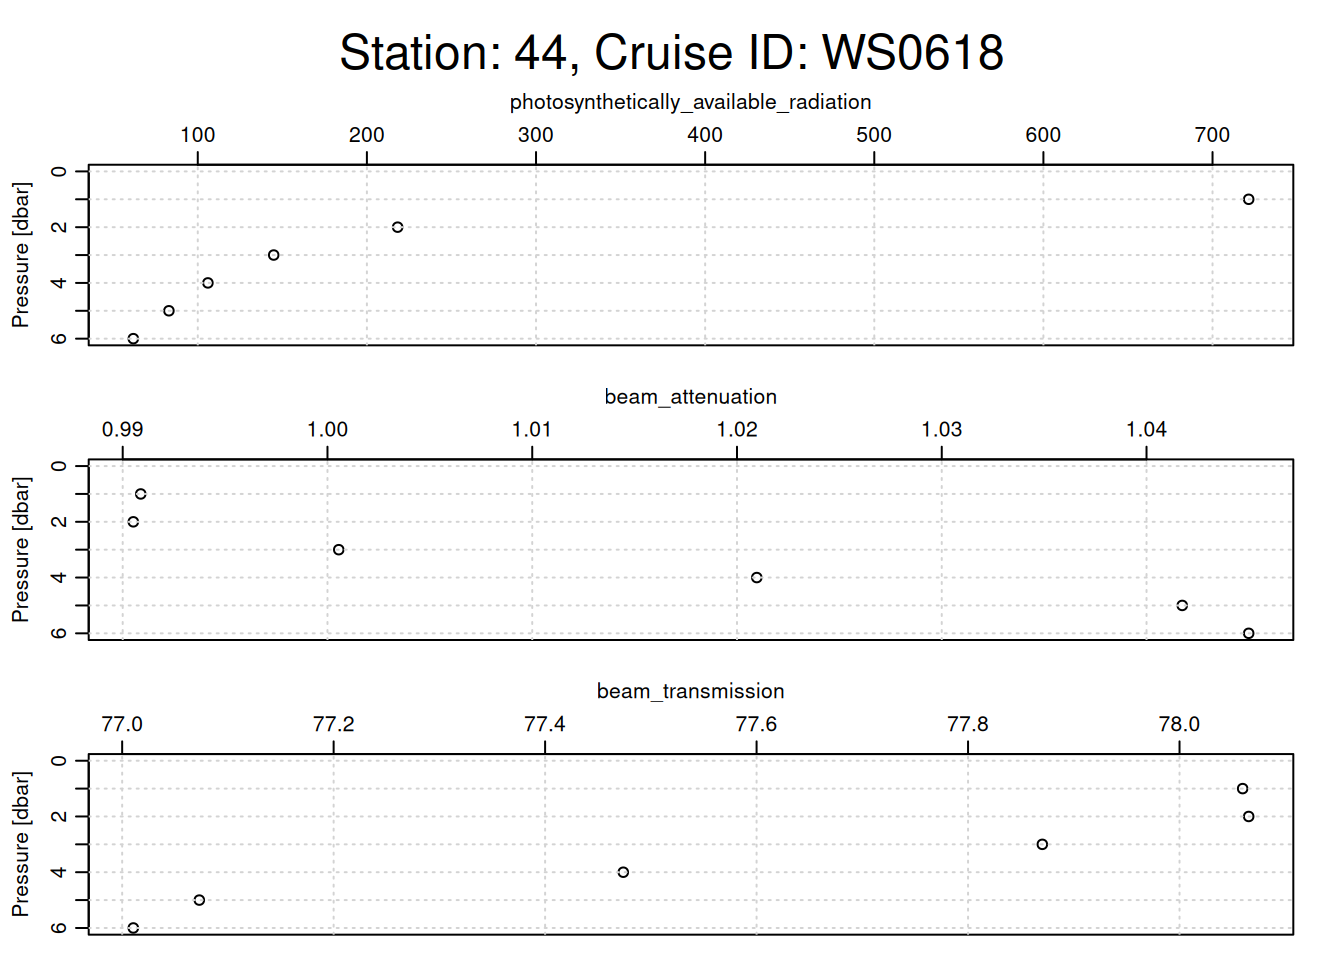 Station: 44, Cruise ID: WS0618
photosynthetically_available_radiation
100 200 300 400 500 600 700
Pressure [dbar]
0
2
4
6
beam_attenuation
0.99 1.00 1.01 1.02 1.03 1.04
Pressure [dbar]
0
2
4
6
beam_transmission
77.0 77.2 77.4 77.6 77.8 78.0
Pressure [dbar]
0
2
4
6